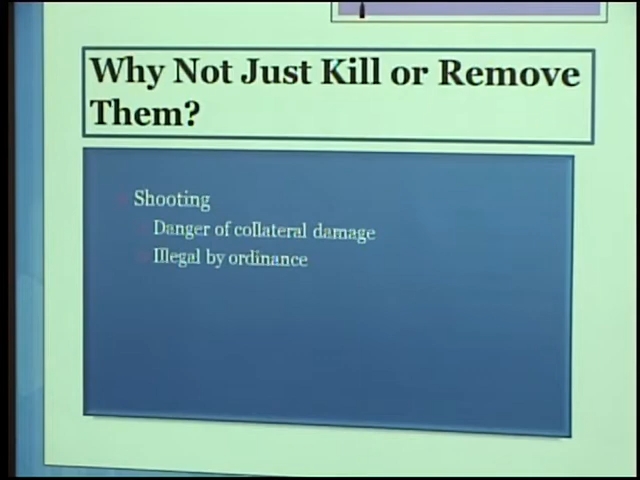 Why Not Just Kill or Remove
Them?
Shooting
Danger of collateral damage
Illegal by ordinance